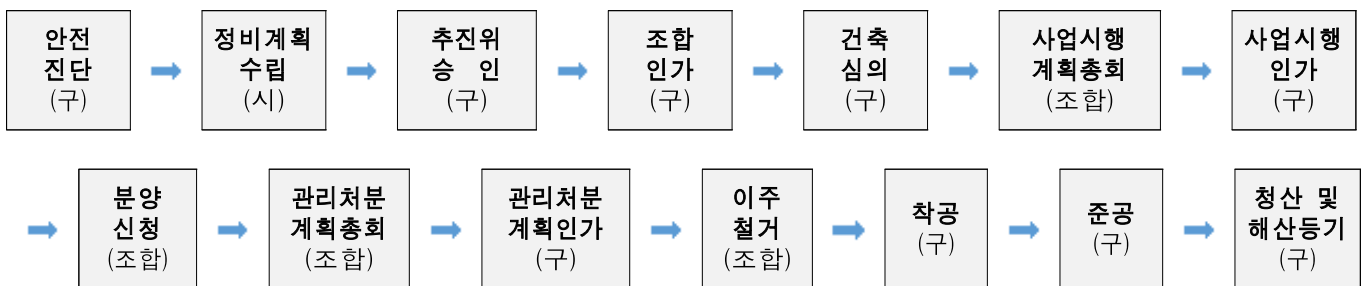 안전
진단
(구)
정비계획
수립
(시)
추진위
승 인
(구)
조합
인가
(구)
건축
심의
(구)
사업시행
계획총회
(조합)
사업시행
인가
(구)
분양
신청
(조합)
관리처분
계획총회
(조합)
관리처분
계획인가
(구)
이주
철거
(조합)
착공
(구)
준공
(구)
청산 및
해산등기
(구)